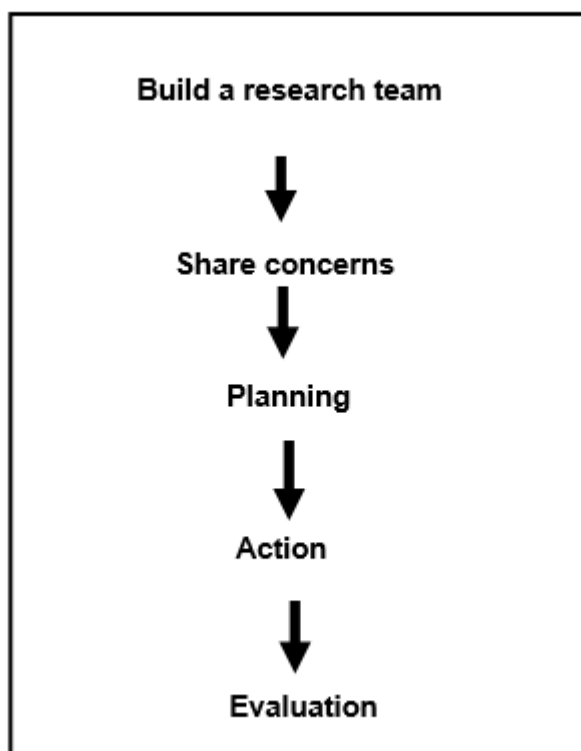 Build a research team
Share concerns
Planning
Action
Evaluation